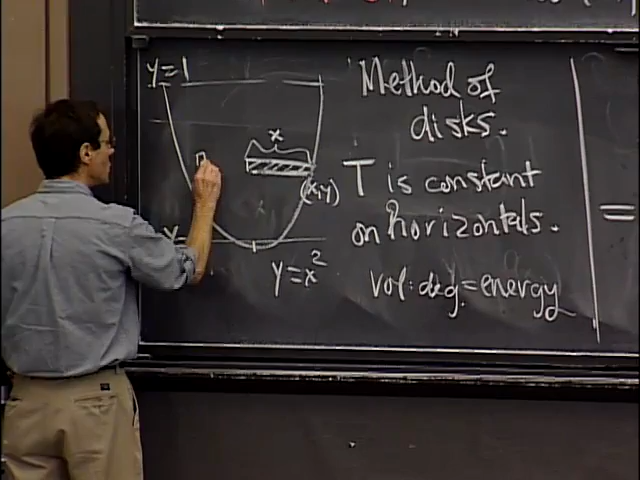 y=1
Method of
disks.
x
T is constant
(x,y)
on horizontals.
y=x²
vol·deg=energy
=